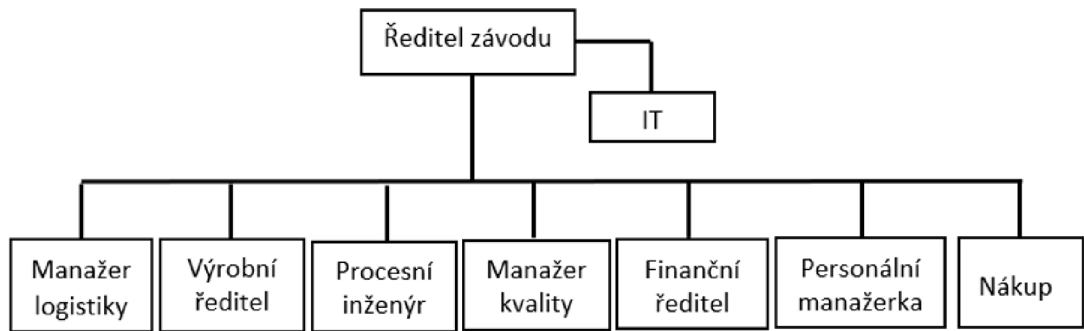 Ředitel závodu
IT
Manažer
logistiky
Výrobní
ředitel
Procesní
inženýr
Manažer
kvality
Finanční
ředitel
Personální
manažerka
Nákup